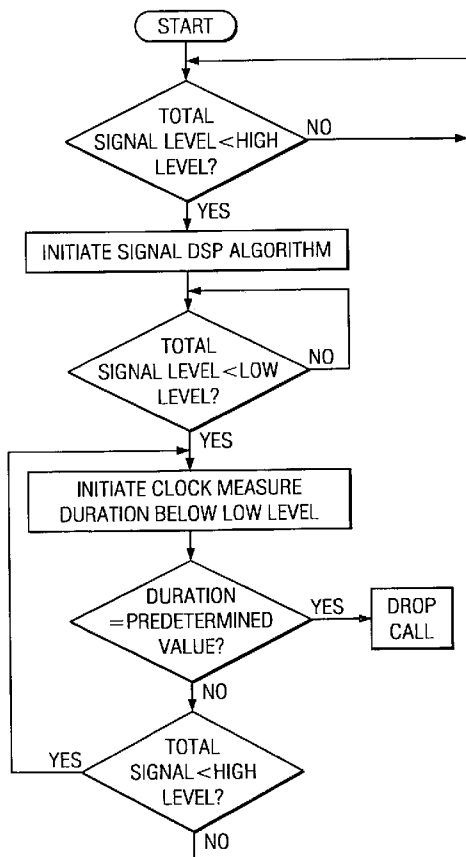 START
TOTAL
SIGNAL LEVEL<HIGH
LEVEL?
NO
YES
INITIATE SIGNAL DSP ALGORITHM
TOTAL
SIGNAL LEVEL<LOW
LEVEL?
NO
YES
INITIATE CLOCK MEASURE
DURATION BELOW LOW LEVEL
DURATION
=PREDETERMINED
VALUE?
YES
DROP
CALL
NO
TOTAL
SIGNAL<HIGH
LEVEL?
YES
NO